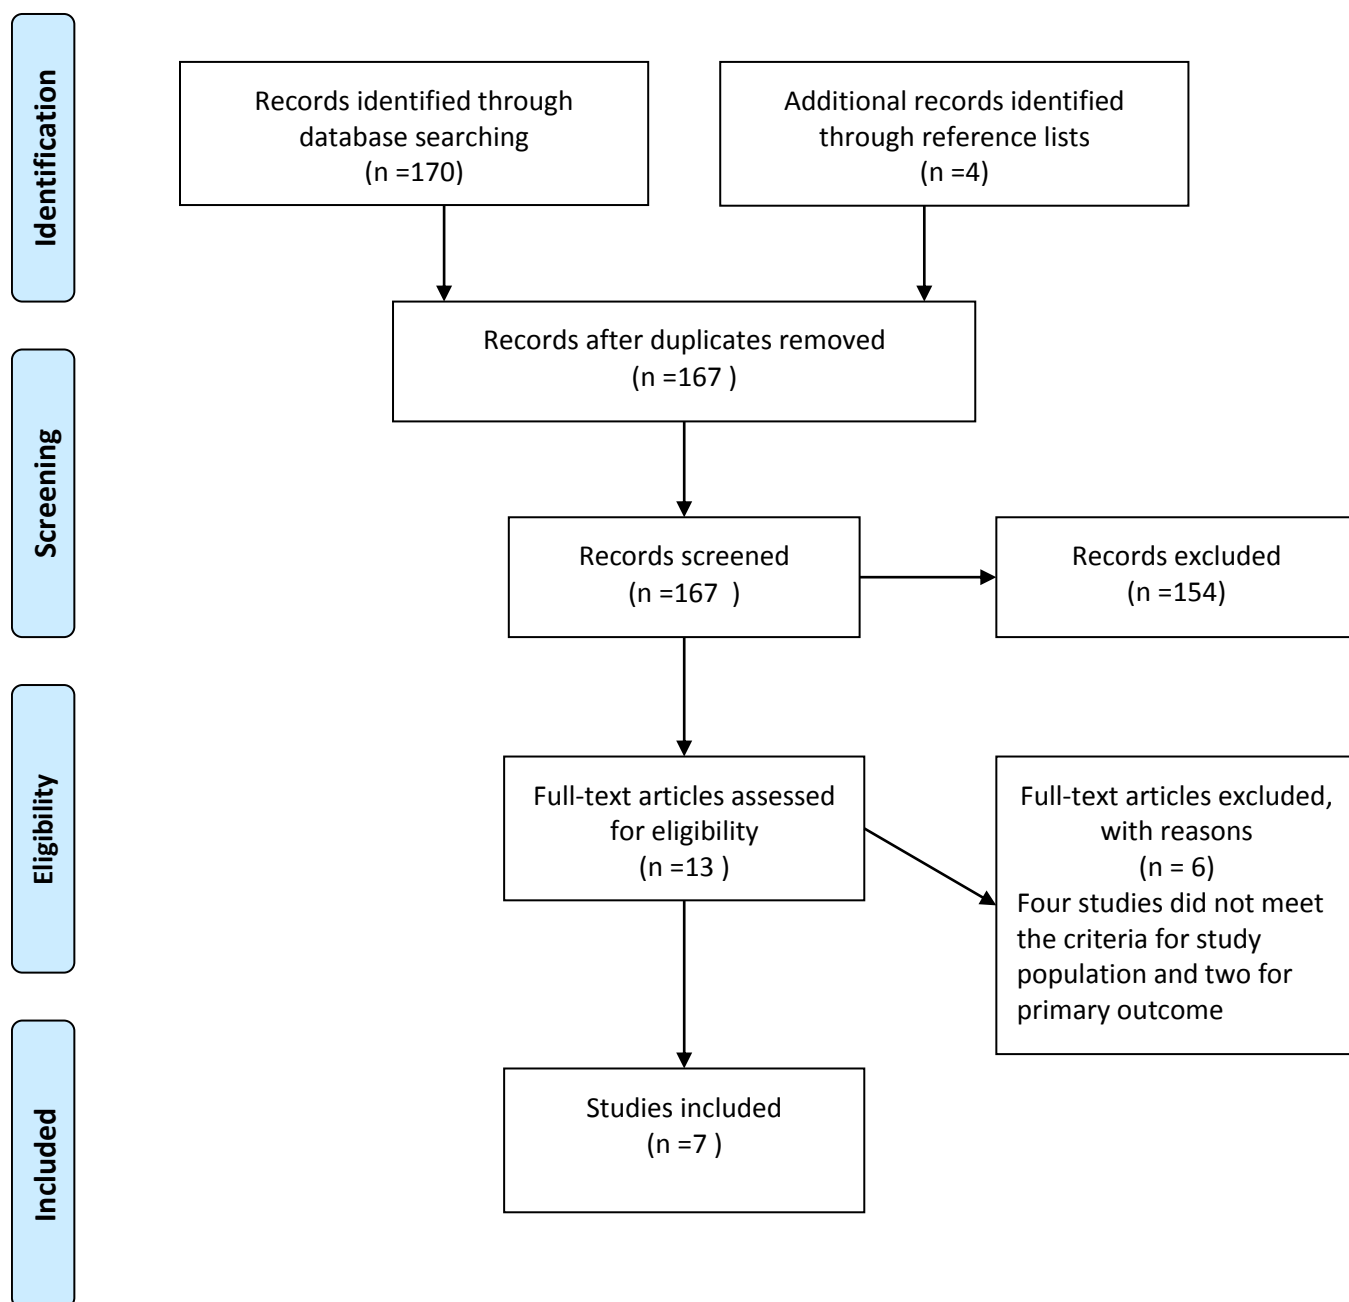 Identification
Records identified through
database searching
(n =170)
Additional records identified
through reference lists
(n =4)
Records after duplicates removed
(n =167 )
Screening
Records screened
(n =167  )
Records excluded
(n =154)
Eligibility
Full-text articles assessed
for eligibility
(n =13 )
Full-text articles excluded,
with reasons
(n = 6)
Four studies did not meet
the criteria for study
population and two for
primary outcome
Included
Studies included
(n =7 )